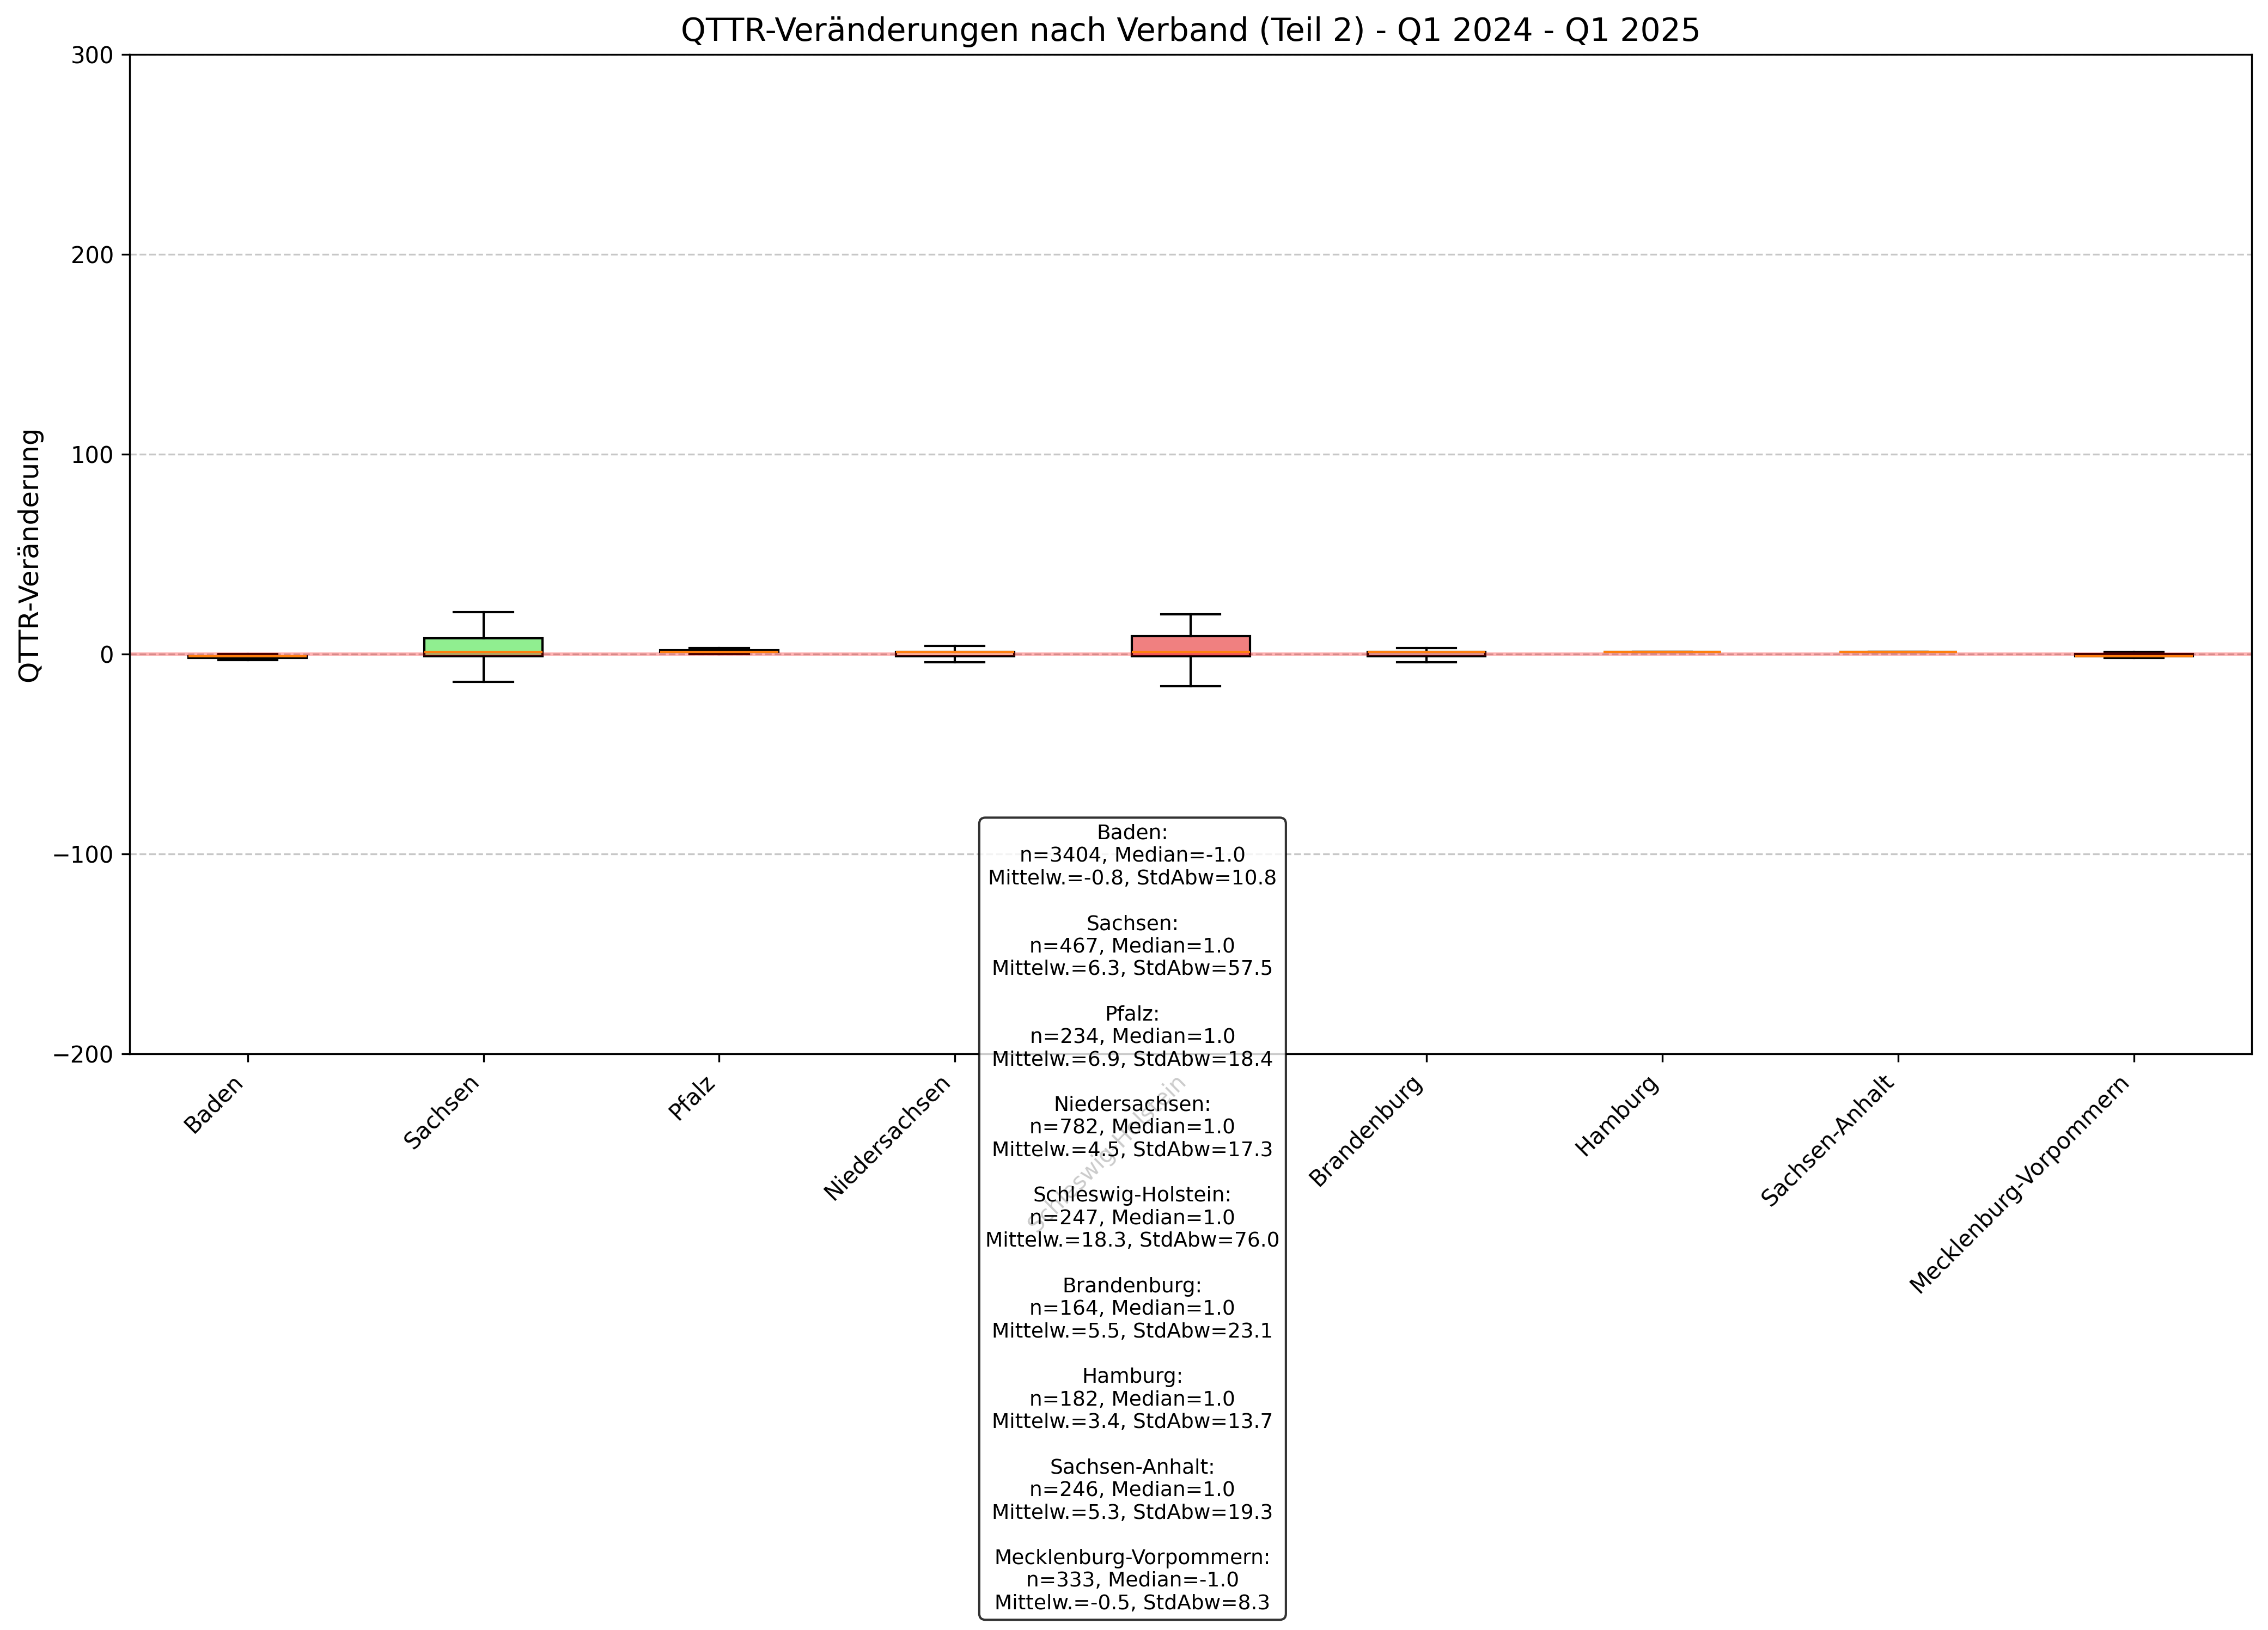 QTTR-Veränderungen nach Verband (Teil 2) - Q1 2024 - Q1 2025
QTTR-Veränderung
300
200
100
0
−100
−200
Baden
Sachsen
Pfalz
Niedersachsen
Schleswig-Holstein
Brandenburg
Hamburg
Sachsen-Anhalt
Mecklenburg-Vorpommern
Baden:
n=3404, Median=-1.0
Mittelw.=-0.8, StdAbw=10.8
Sachsen:
n=467, Median=1.0
Mittelw.=6.3, StdAbw=57.5
Pfalz:
n=234, Median=1.0
Mittelw.=6.9, StdAbw=18.4
Niedersachsen:
n=782, Median=1.0
Mittelw.=4.5, StdAbw=17.3
Schleswig-Holstein:
n=247, Median=1.0
Mittelw.=18.3, StdAbw=76.0
Brandenburg:
n=164, Median=1.0
Mittelw.=5.5, StdAbw=23.1
Hamburg:
n=182, Median=1.0
Mittelw.=3.4, StdAbw=13.7
Sachsen-Anhalt:
n=246, Median=1.0
Mittelw.=5.3, StdAbw=19.3
Mecklenburg-Vorpommern:
n=333, Median=-1.0
Mittelw.=-0.5, StdAbw=8.3